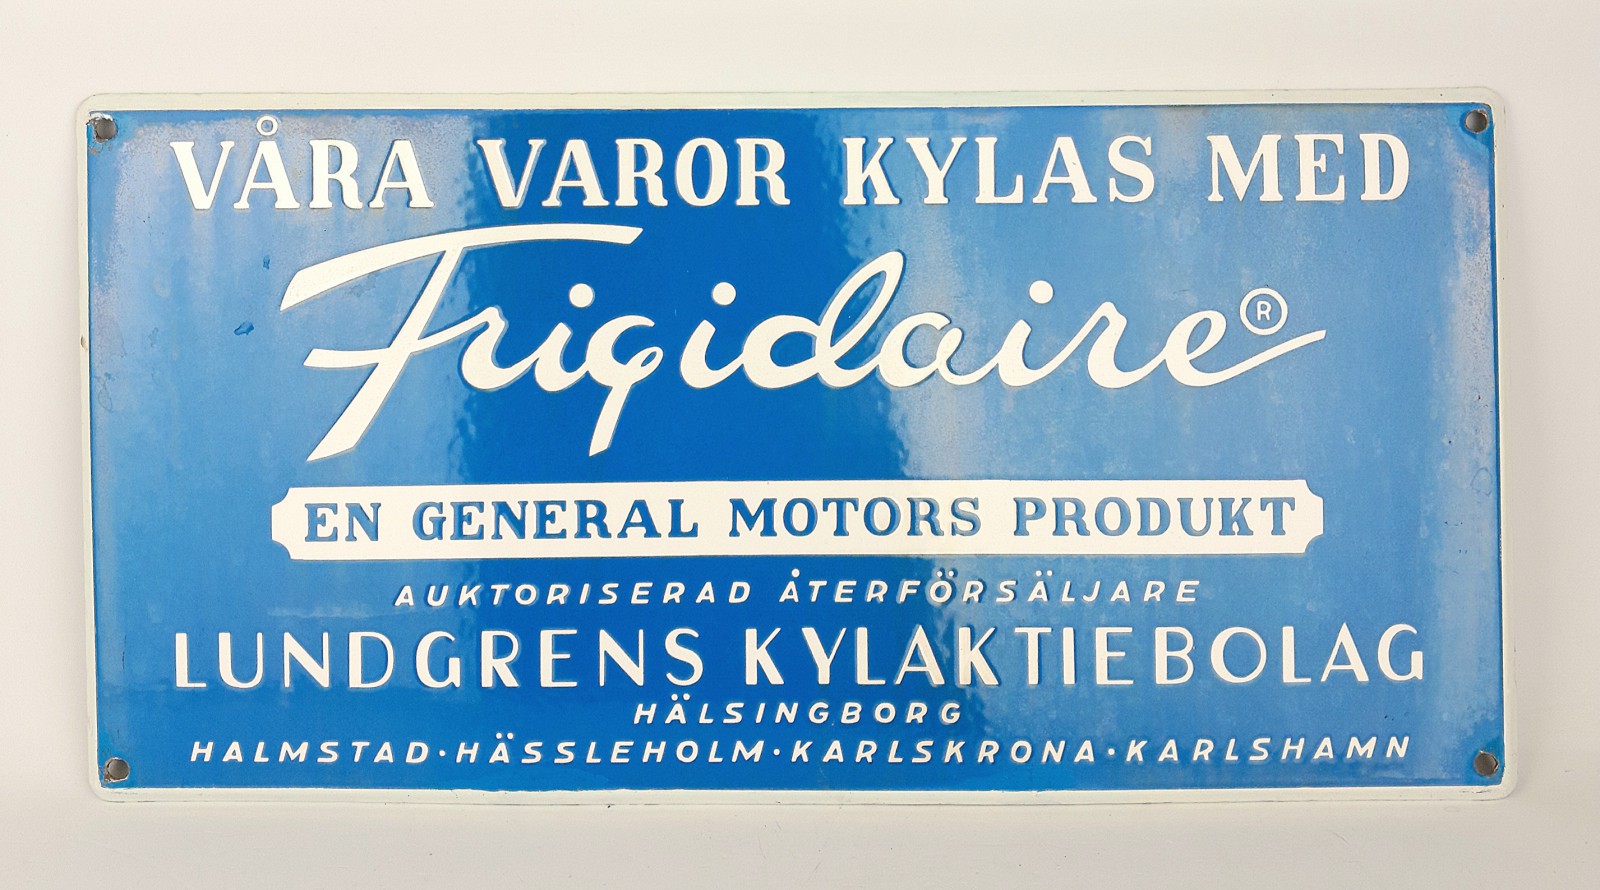 VÅRA VAROR KYLAS MED
Frigidaire ®
EN GENERAL MOTORS PRODUKT
AUKTORISERAD ÅTERFÖRSÄLJARE
LUNDGRENS KYLAKTIEBOLAG
HÄLSINGBORG
HALMSTAD·HÄSSLEHOLM·KARLSKRONA·KARLSHAMN